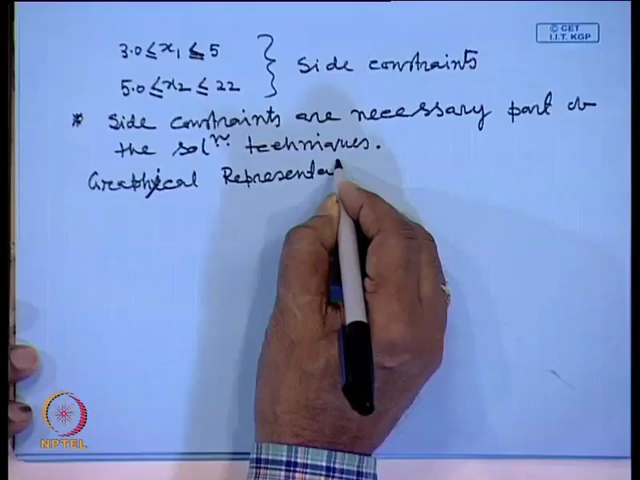 © CET
I.I.T. KGP
3.0 ≤ x₁ ≤ 5
5.0 ≤ x₂ ≤ 22
} Side constraints
* Side constraints are necessary part of
the solⁿ techniques.
Graphical Representa
NPTEL